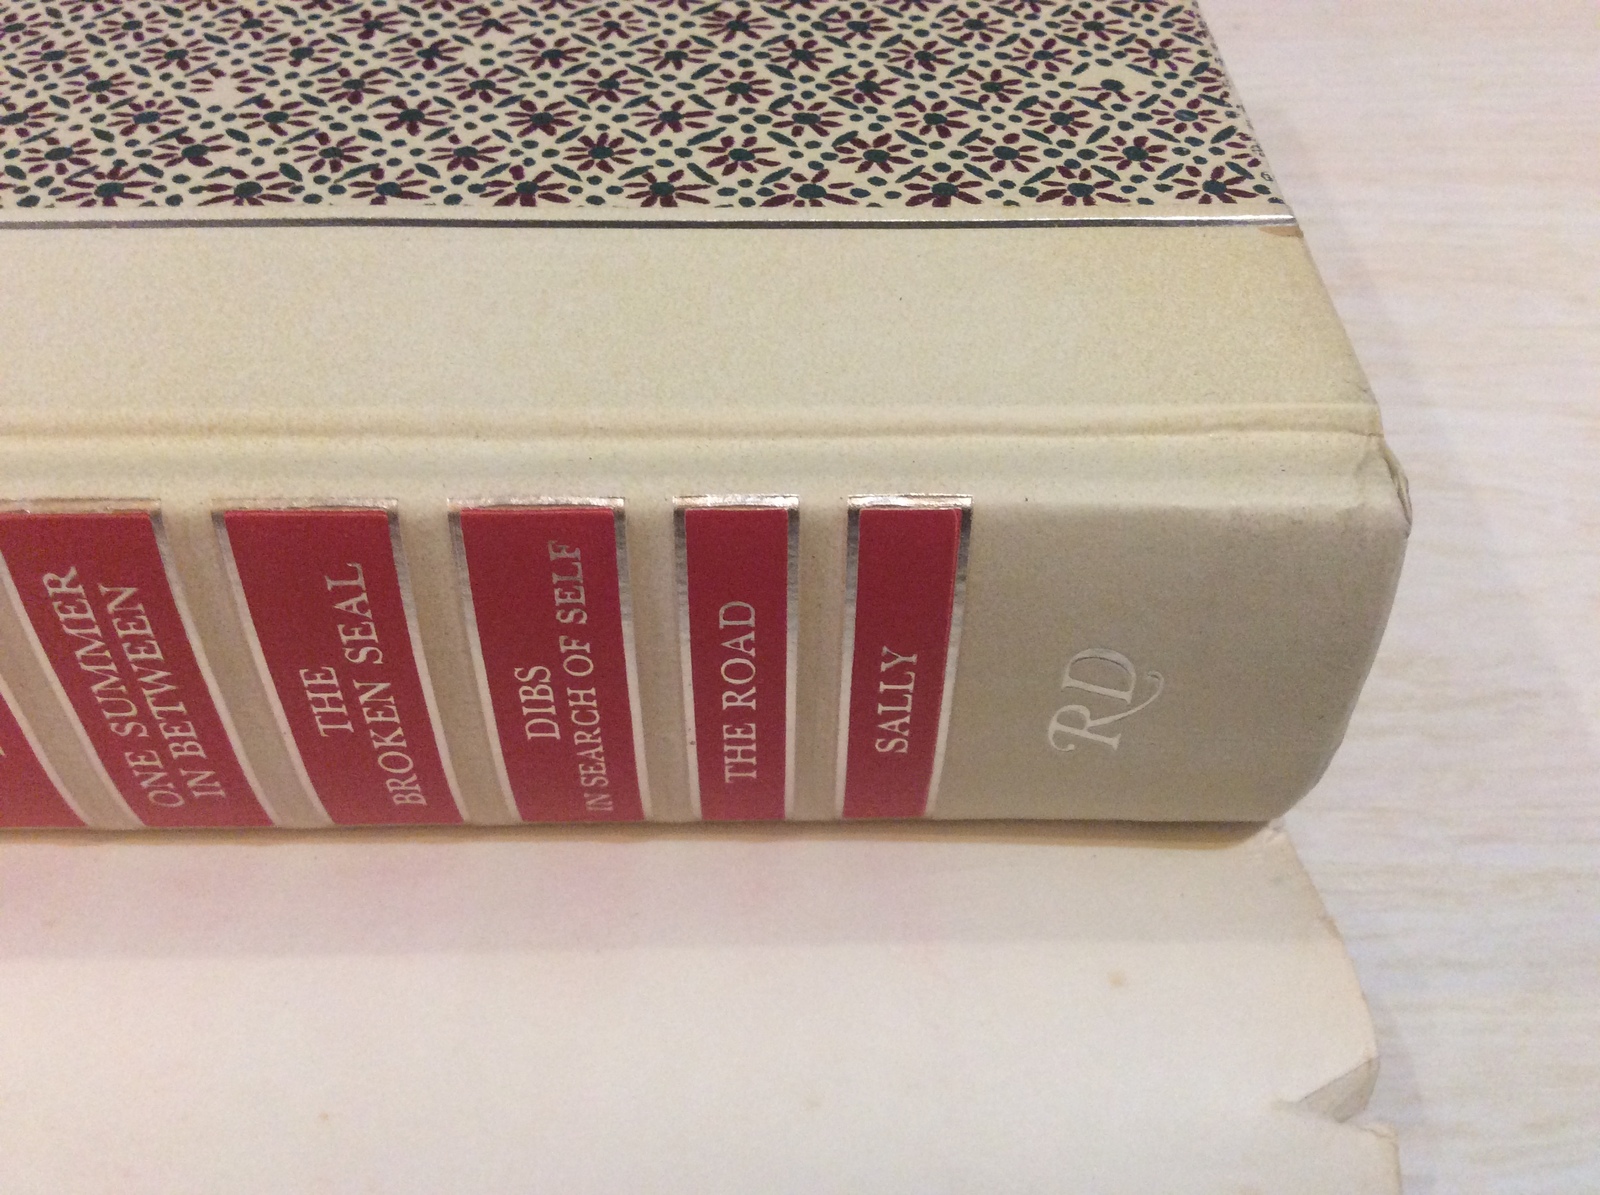 ONE SUMMER
IN BETWEEN
THE
BROKEN SEAL
DIBS
IN SEARCH OF SELF
THE ROAD
SALLY
RD